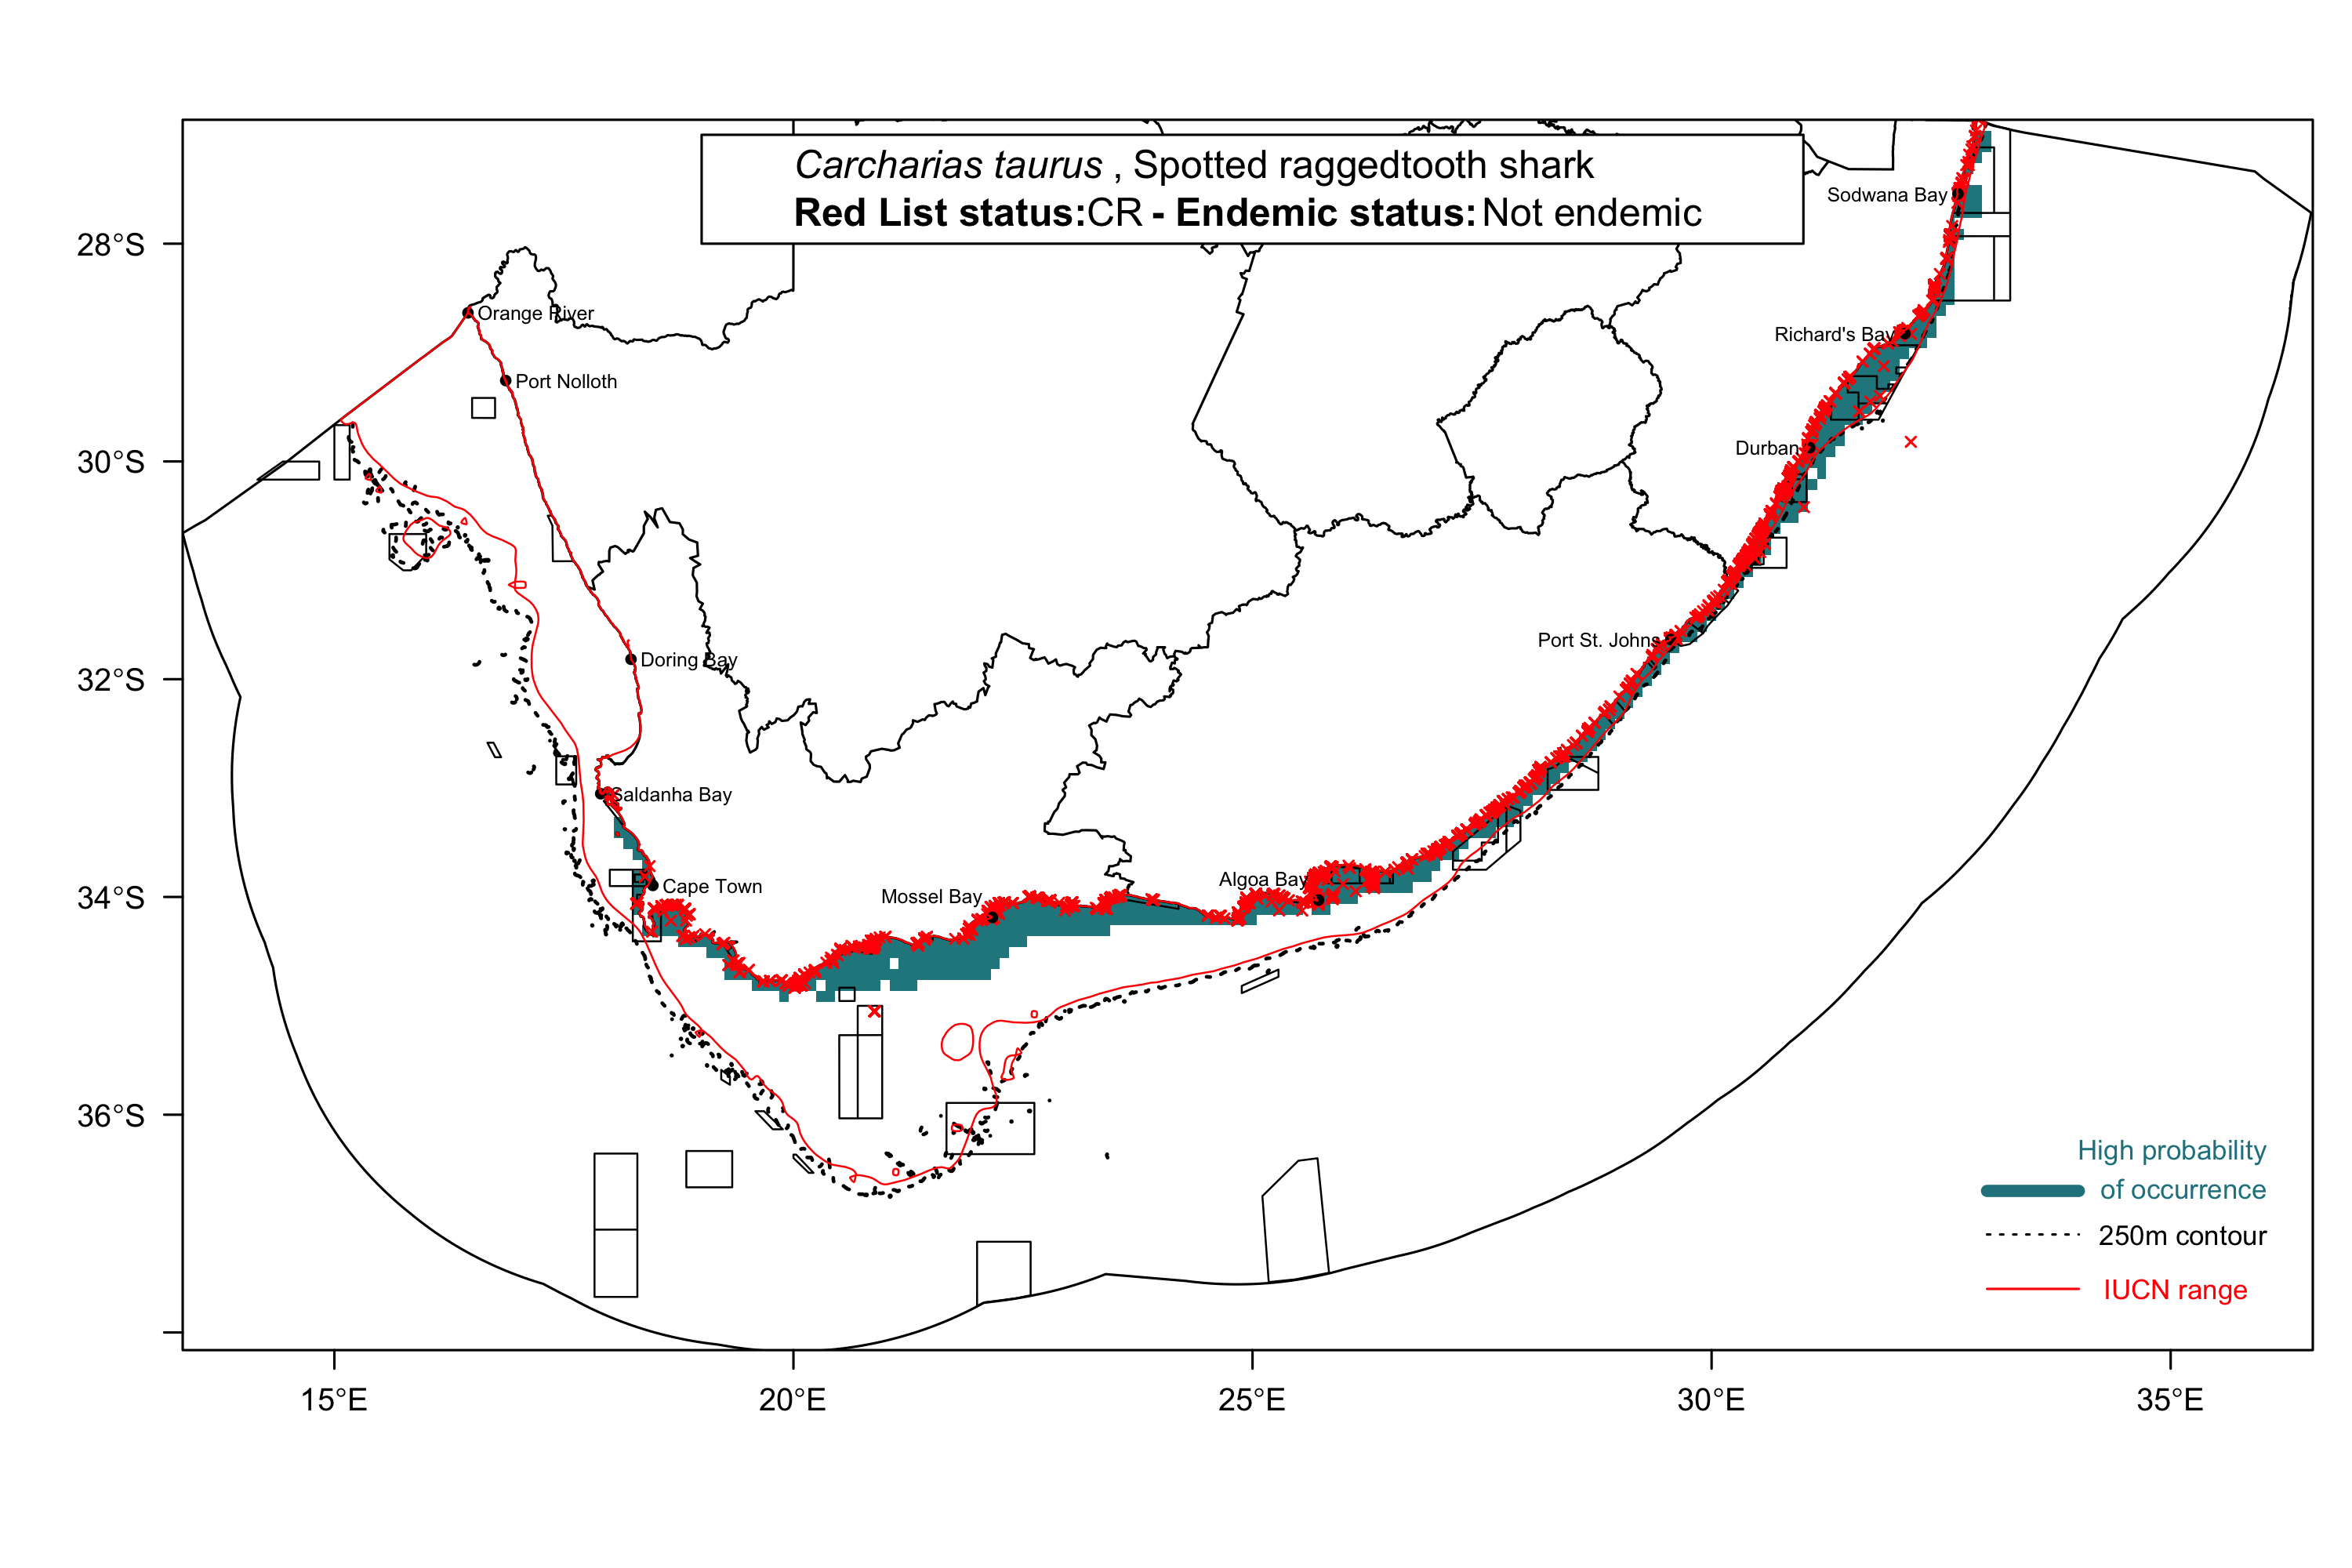 Carcharias taurus , Spotted raggedtooth shark
Red List status:CR - Endemic status: Not endemic
28°S
30°S
32°S
34°S
36°S
Sodwana Bay
Orange River
Richard's Bay
Port Nolloth
Durban
Port St. Johns
Doring Bay
Saldanha Bay
Algoa Bay
Cape Town
Mossel Bay
High probability
of occurrence
250m contour
IUCN range
15°E
20°E
25°E
30°E
35°E